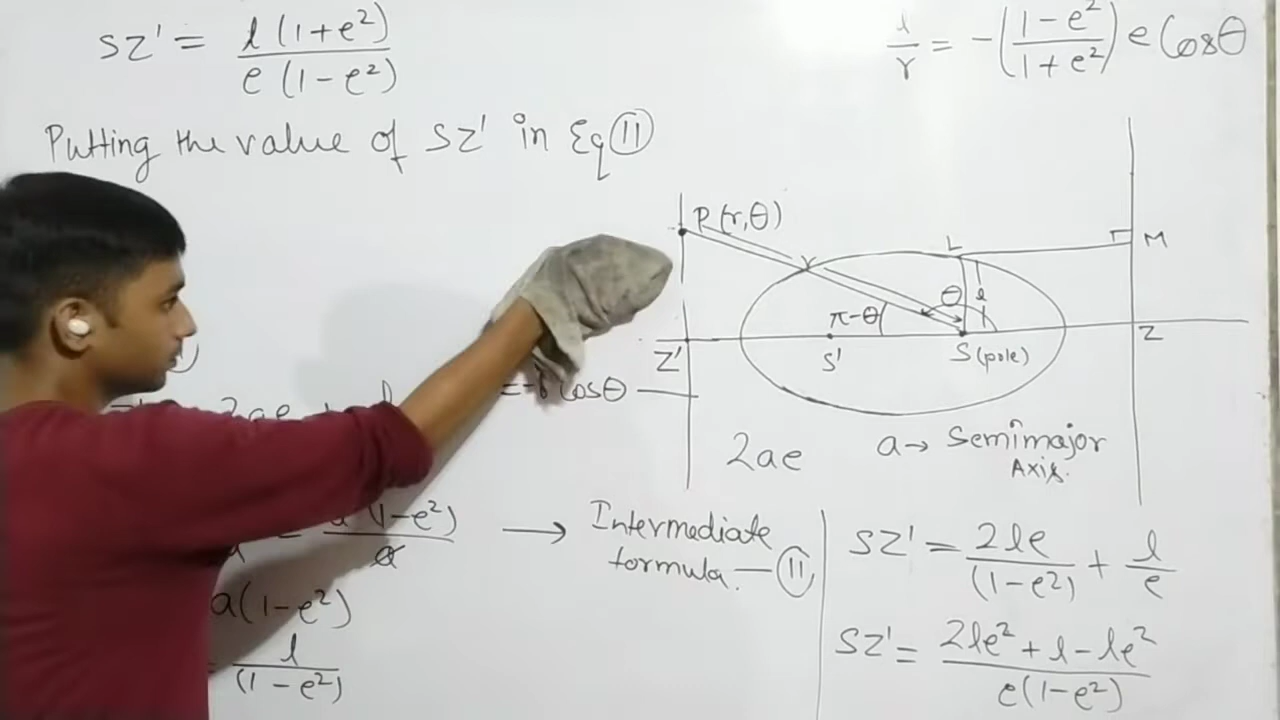 SZ' = l(1+e²) / e(1-e²)
l/r = -((1-e²)/(1+e²)) e Cosθ
Putting the value of SZ' in Eq (11)
P(r,θ)
L
M
r
θ
l
π-θ
Z'
S'
S(pole)
Z
2ae + l
Cosθ
2ae
a → Semimajor
Axis.
(1-e²) / a
→ Intermediate
formula. — (11)
a(1-e²)
l / (1-e²)
SZ' = 2le / (1-e²) + l/e
SZ' = 2le² + l - le² / e(1-e²)